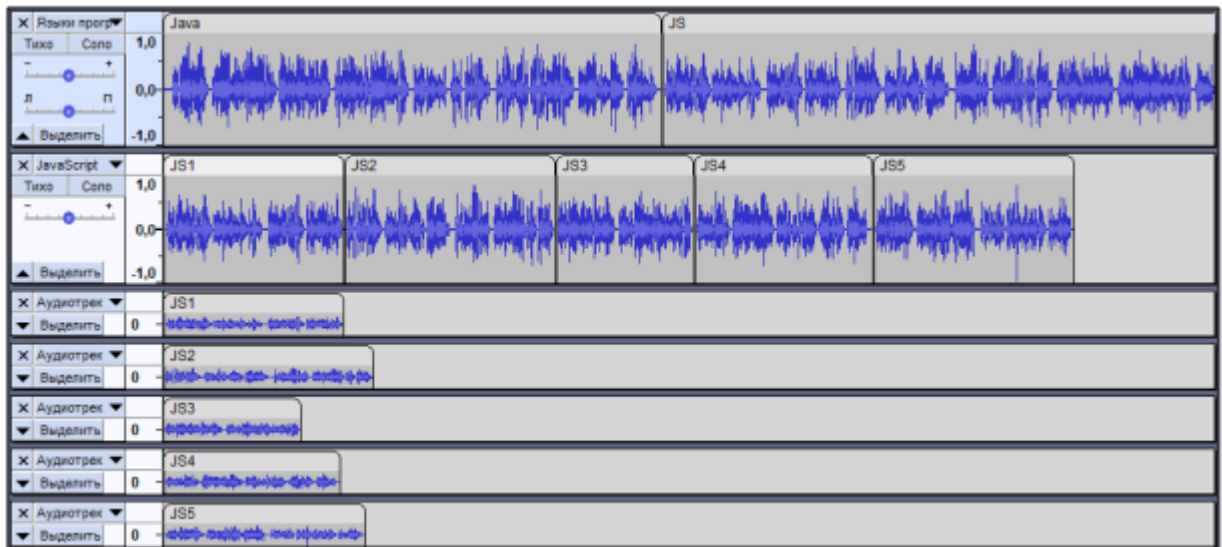 Языки прогр
Java
JS
Тихо Соло
1,0
- +
0,0
Л П
Выделить
-1,0
JavaScript
JS1
JS2
JS3
JS4
JS5
Тихо Соло
1,0
- +
0,0
Выделить
-1,0
Аудиотрек
JS1
Выделить
0
Аудиотрек
JS2
Выделить
0
Аудиотрек
JS3
Выделить
0
Аудиотрек
JS4
Выделить
0
Аудиотрек
JS5
Выделить
0